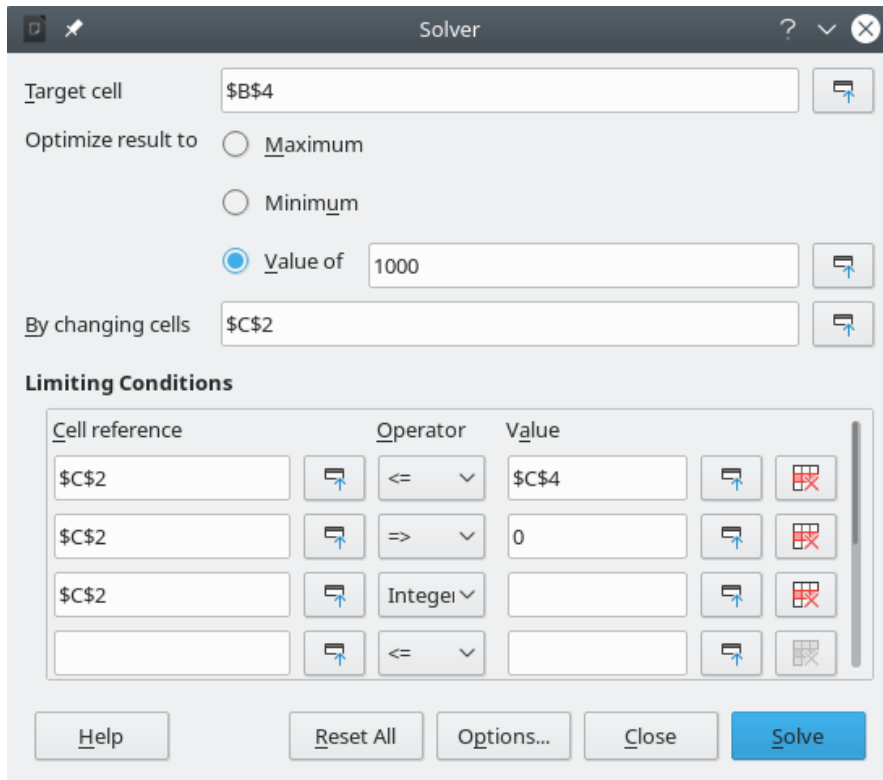 Solver
Target cell $B$4
Optimize result to Maximum
Minimum
Value of 1000
By changing cells $C$2
Limiting Conditions
Cell reference Operator Value
$C$2 <= $C$4
$C$2 => 0
$C$2 Integer
<=
Help Reset All Options... Close Solve